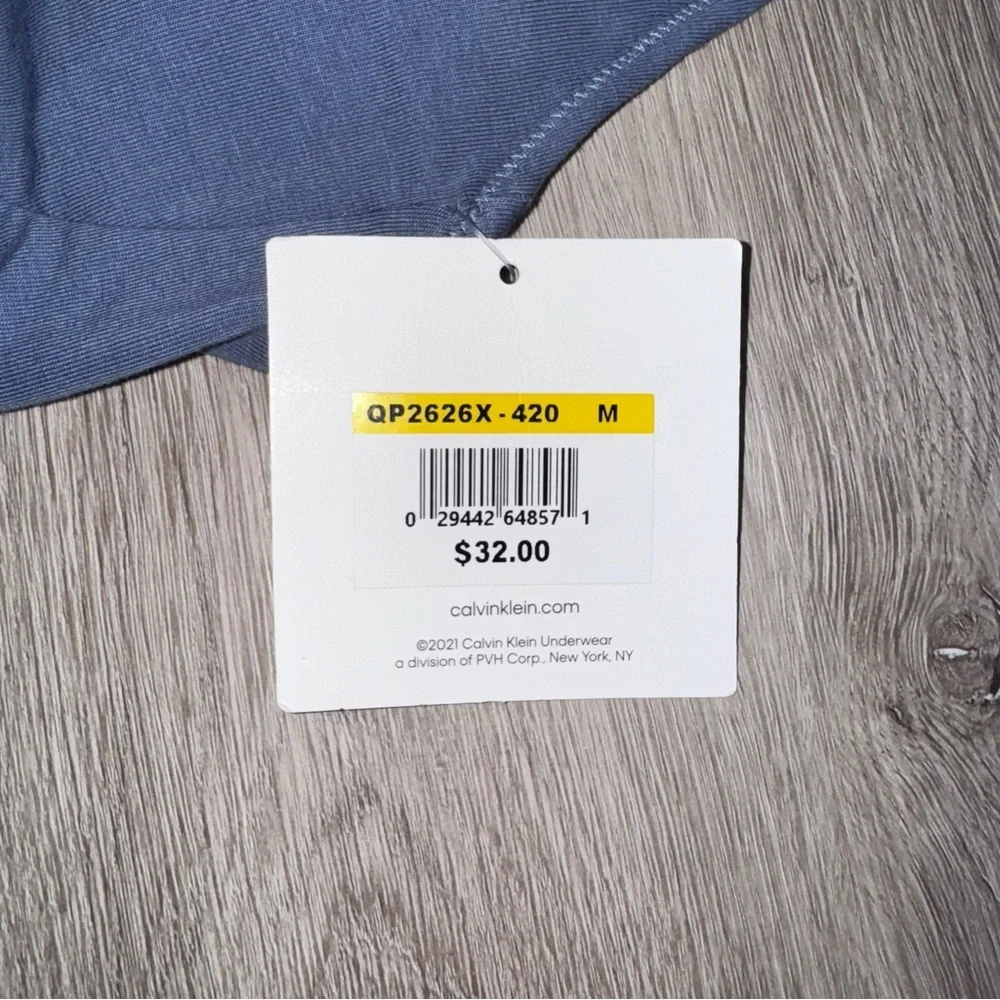 QP2626X - 420 M
0 29442 64857 1
$32.00
calvinklein.com
©2021 Calvin Klein Underwear
a division of PVH Corp., New York, NY